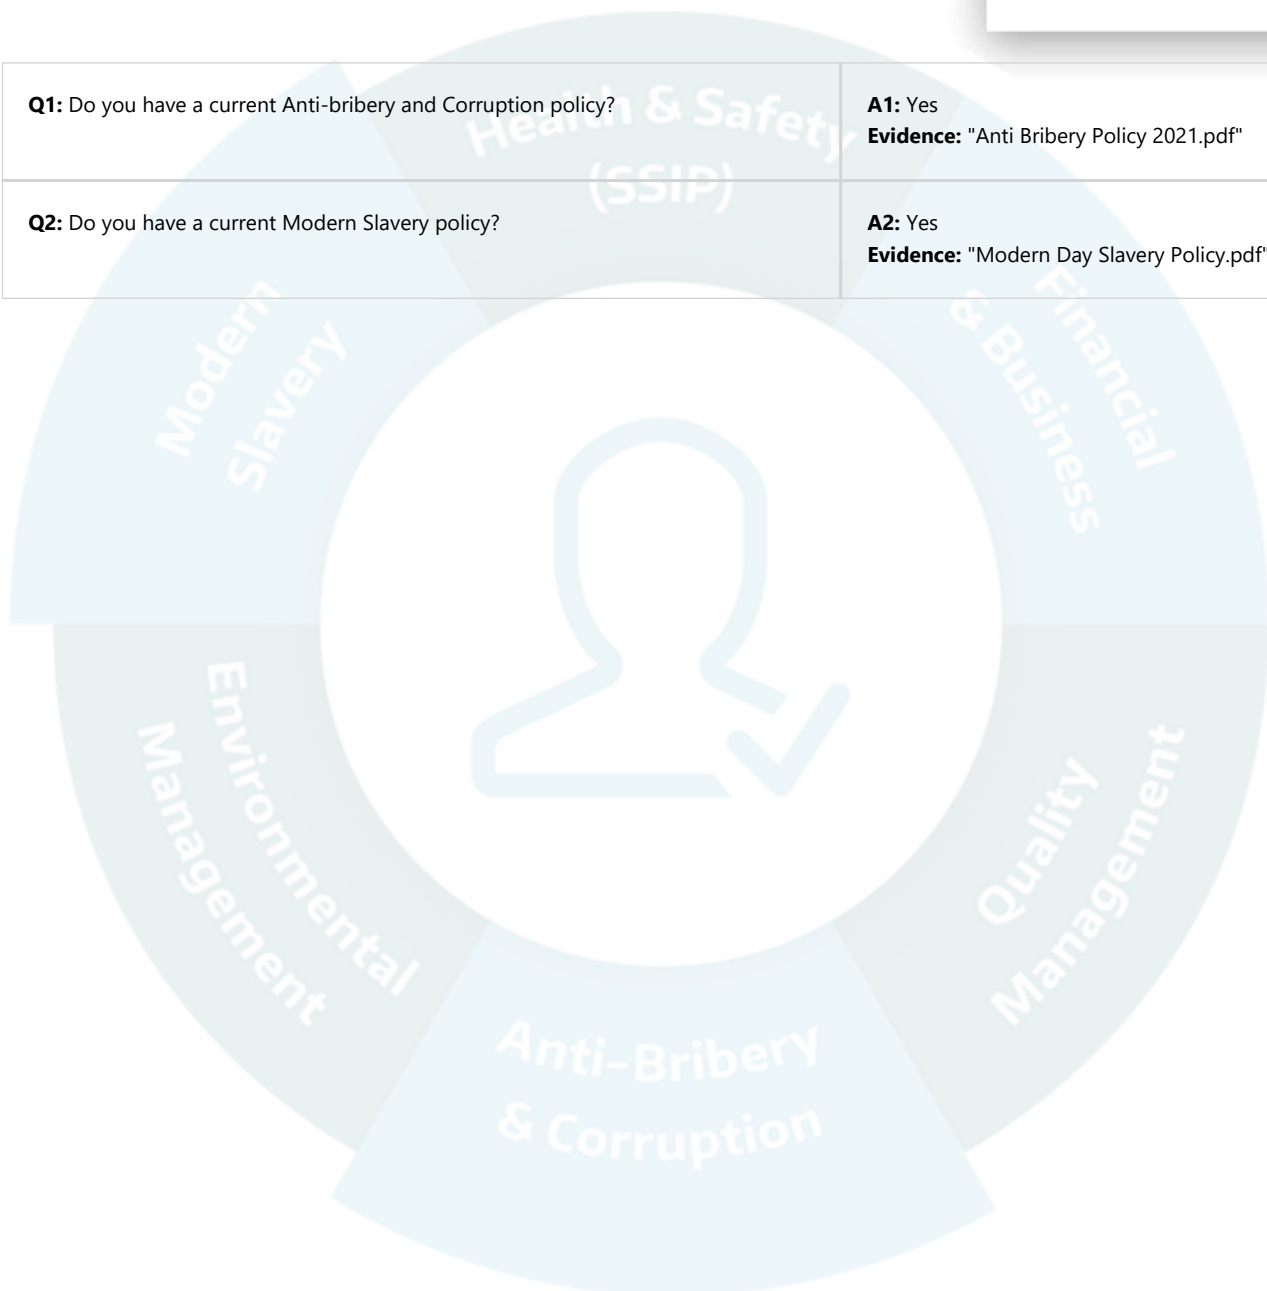 Q1: Do you have a current Anti-bribery and Corruption policy?
A1: Yes
Evidence: "Anti Bribery Policy 2021.pdf"
Q2: Do you have a current Modern Slavery policy?
A2: Yes
Evidence: "Modern Day Slavery Policy.pdf"
Health & Safety
(SSIP)
Modern
Slavery
Financial
& Business
Environmental
Management
Quality
Management
Anti-Bribery
& Corruption